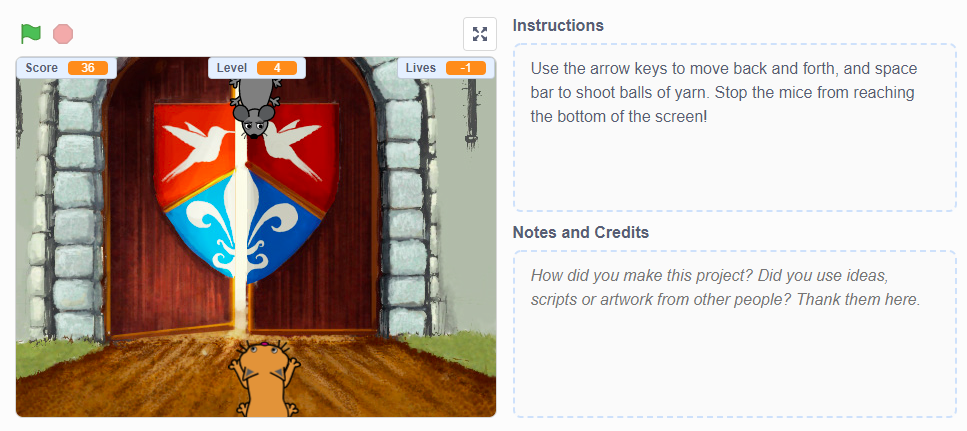 Score 36
Level 4
Lives -1
Instructions
Use the arrow keys to move back and forth, and space
bar to shoot balls of yarn. Stop the mice from reaching
the bottom of the screen!
Notes and Credits
How did you make this project? Did you use ideas,
scripts or artwork from other people? Thank them here.